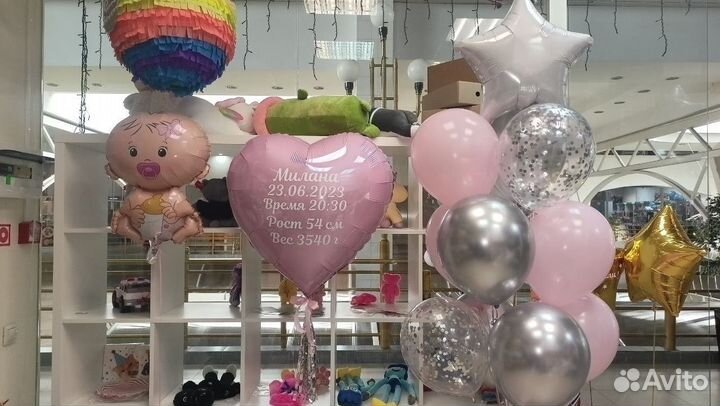 Милана
23.06.2023
Время 20:30
Рост 54 см
Вес 3540 г
Avito